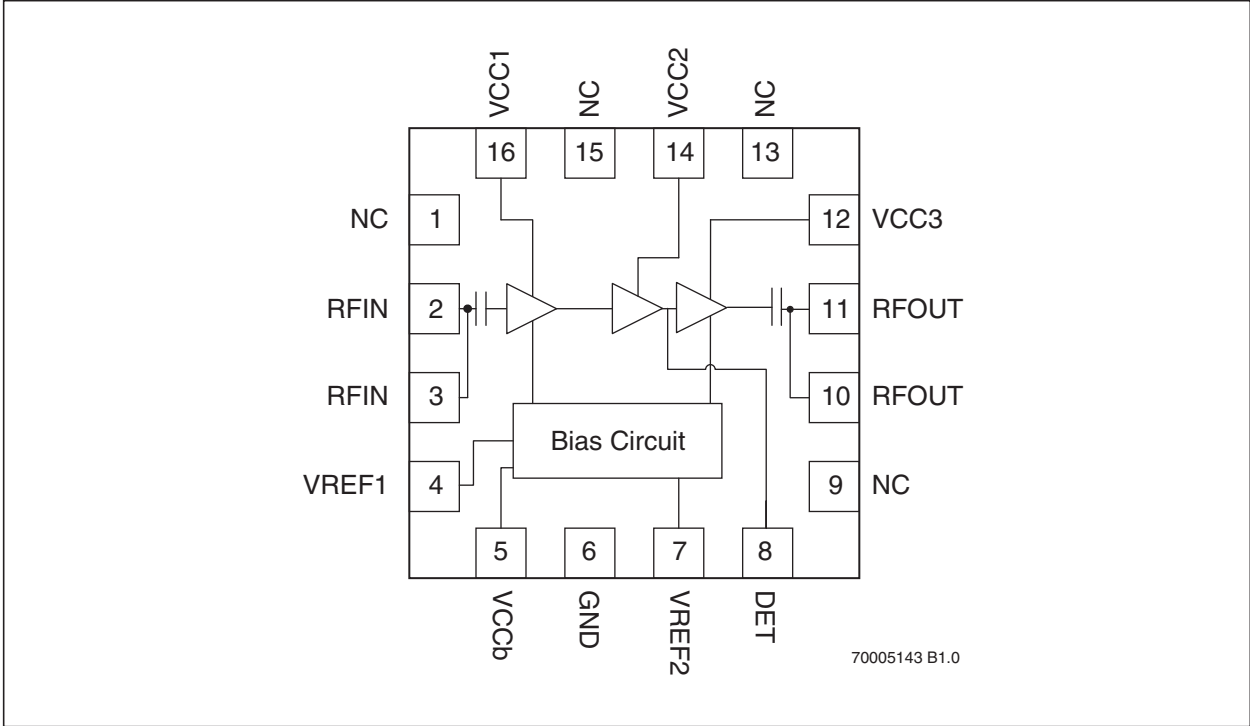 VCC1
NC
VCC2
NC
16
15
14
13
NC
1
12
VCC3
RFIN
2
11
RFOUT
RFIN
3
10
RFOUT
Bias Circuit
VREF1
4
9
NC
5
6
7
8
VCCb
GND
VREF2
DET
70005143 B1.0